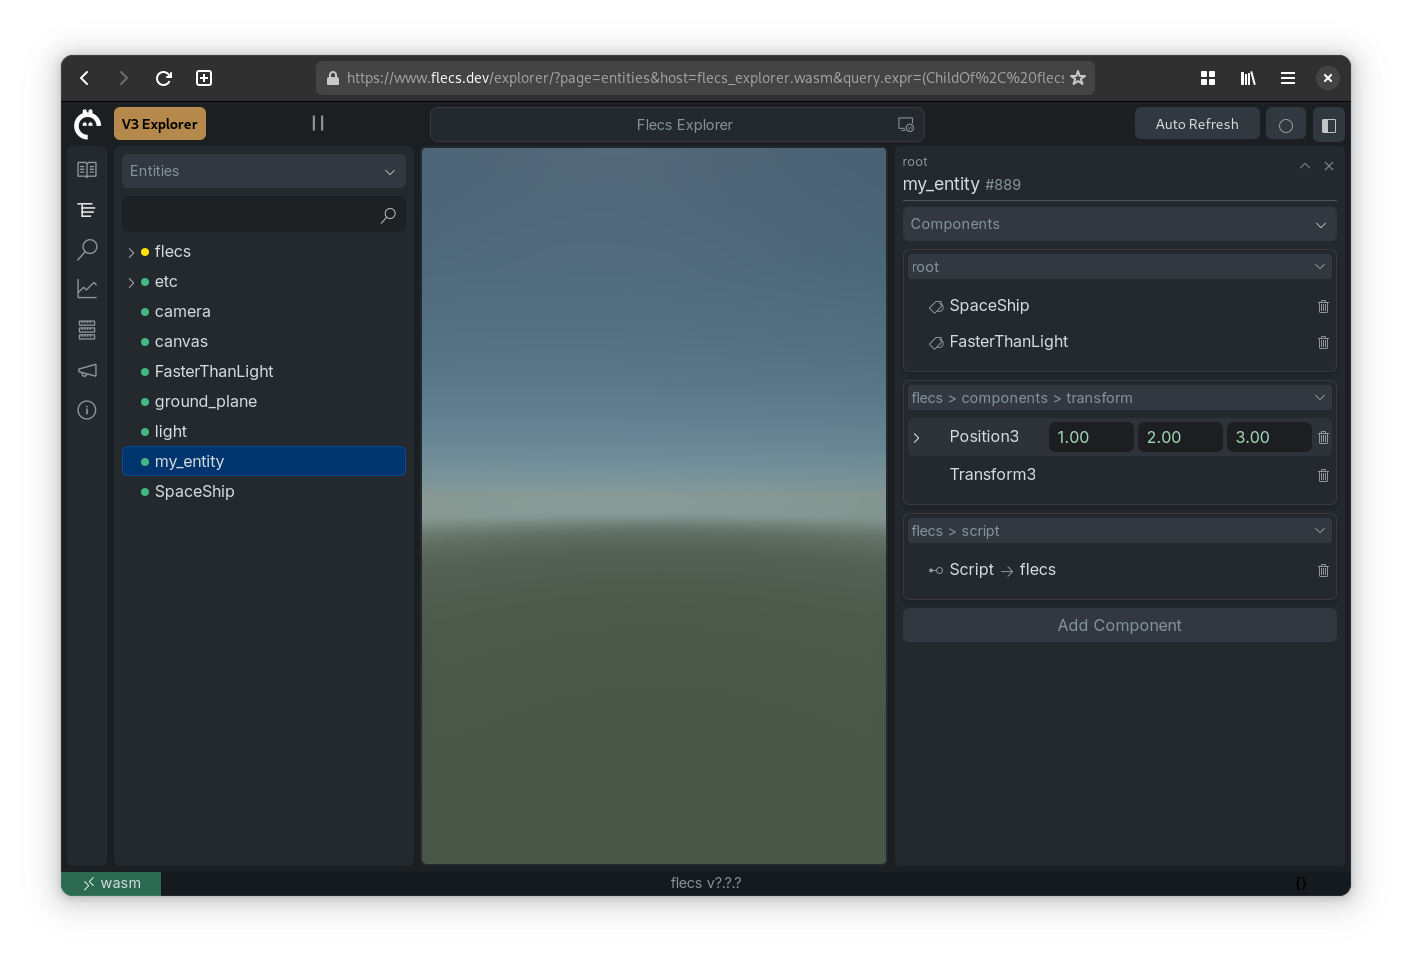 https://www.flecs.dev/explorer/?page=entities&host=flecs_explorer.wasm&query.expr=(ChildOf%2C%20flecs
V3 Explorer
Flecs Explorer
Auto Refresh
Entities
flecs
etc
camera
canvas
FasterThanLight
ground_plane
light
my_entity
SpaceShip
root
my_entity #889
Components
root
SpaceShip
FasterThanLight
flecs > components > transform
Position3 1.00 2.00 3.00
Transform3
flecs > script
Script → flecs
Add Component
wasm
flecs v?.?.?
{}